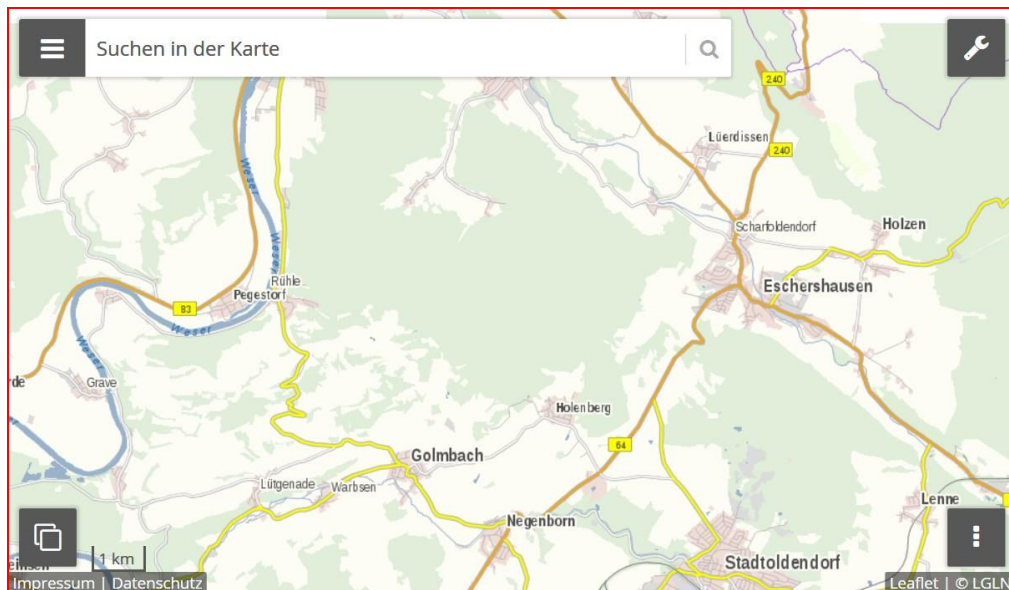 Suchen in der Karte
240
Weser
Lüerdissen
240
Scharfoldendorf
Holzen
Weser
Rühle
Pegestorf
83
Eschershausen
Weser
Weser
rde
Grave
Holenberg
64
Golmbach
Lütgenade
Warbsen
Negenborn
Lenne
Stadtoldendorf
1 km
Impressum | Datenschutz
Leaflet | © LGLN